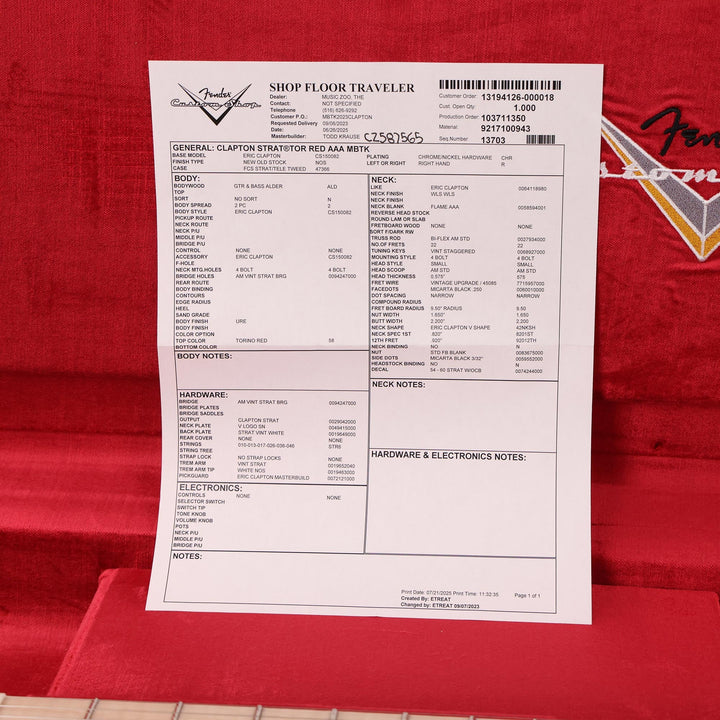 Fender
Custom Shop
SHOP FLOOR TRAVELER
Dealer: MUSIC ZOO, THE
Contact: NOT SPECIFIED
Telephone (516) 626-9292
Customer P.O.: MBTK2023CLAPTON
Requested Delivery 09/06/2023
Date: 06/20/2025
Masterbuilder: TODD KRAUSE
CZ587565
Customer Order: 13194126-000018
Cust. Open Qty: 1.000
Production Order: 103711350
Material: 9217100943
Seq.Number 13703
GENERAL: CLAPTON STRAT®TOR RED AAA MBTK
BASE MODEL ERIC CLAPTON CS150082
FINISH TYPE NEW OLD STOCK NOS
CASE FCS STRAT/TELE TWEED 47366
PLATING CHROME/NICKEL HARDWARE CHR
LEFT OR RIGHT RIGHT HAND R
BODY:
BODYWOOD GTR & BASS ALDER ALD
TOP
SORT NO SORT N
BODY SPREAD 2 PC 2
BODY STYLE ERIC CLAPTON CS150082
PICKUP ROUTE
NECK ROUTE
NECK P/U
MIDDLE P/U
BRIDGE P/U
CONTROL NONE NONE
ACCESSORY ERIC CLAPTON CS150082
F-HOLE
NECK MTG.HOLES 4 BOLT 4 BOLT
BRIDGE HOLES AM VINT STRAT BRG 0094247000
REAR ROUTE
BODY BINDING
CONTOURS
EDGE RADIUS
HEEL
SAND GRADE
BODY FINISH URE
BODY FINISH
COLOR OPTION
TOP COLOR TORINO RED 58
BOTTOM COLOR
BODY NOTES:
HARDWARE:
BRIDGE AM VINT STRAT BRG 0094247000
BRIDGE PLATES
BRIDGE SADDLES
OUTPUT CLAPTON STRAT 0029042000
NECK PLATE V LOGO SN 0049415000
BACK PLATE STRAT VINT WHITE 0019649000
REAR COVER NONE NONE
STRINGS 010-013-017-026-036-046 STR6
STRING TREE
STRAP LOCK NO STRAP LOCKS NONE
TREM ARM VINT STRAT 0019652040
TREM ARM TIP WHITE NOS 0019463000
PICKGUARD ERIC CLAPTON MASTERBUILD 0072121000
ELECTRONICS:
CONTROLS NONE NONE
SELECTOR SWITCH
SWITCH TIP
TONE KNOB
VOLUME KNOB
POTS
NECK P/U
MIDDLE P/U
BRIDGE P/U
NECK:
LIKE ERIC CLAPTON 0064118980
NECK FINISH WLS WLS
NECK FINISH
NECK BLANK FLAME AAA 0058594001
REVERSE HEAD STOCK
ROUND LAM OR SLAB
FRETBOARD WOOD NONE NONE
SORT F/DARK RW
TRUSS ROD BI-FLEX AM STD 0027934000
NO.OF FRETS 22 22
TUNING KEYS VINT STAGGERED 0068927000
MOUNTING STYLE 4 BOLT 4 BOLT
HEAD STYLE SMALL SMALL
HEAD SCOOP AM STD AM STD
HEAD THICKNESS 0.575" 575
FRET WIRE VINTAGE UPGRADE / 45085 7715957000
FACEDOTS MICARTA BLACK .250 0060010000
DOT SPACING NARROW NARROW
COMPOUND RADIUS
FRET BOARD RADIUS 9.50" RADIUS 9.50
NUT WIDTH 1.650" 1.650
BUTT WIDTH 2.200" 2.200
NECK SHAPE ERIC CLAPTON V SHAPE 42NKSH
NECK SPEC 1ST .820" 8201ST
12TH FRET .920" 92012TH
NECK BINDING NO N
NUT STD FB BLANK 0083675000
SIDE DOTS MICARTA BLACK 3/32" 0059552000
HEADSTOCK BINDING NO N
DECAL 54 - 60 STRAT W/OCB 0074244000
NECK NOTES:
HARDWARE & ELECTRONICS NOTES:
NOTES:
Print Date: 07/21/2025 Print Time: 11:32:35
Page 1 of 1
Created By: ETREAT
Changed by: ETREAT 09/07/2023
Fender